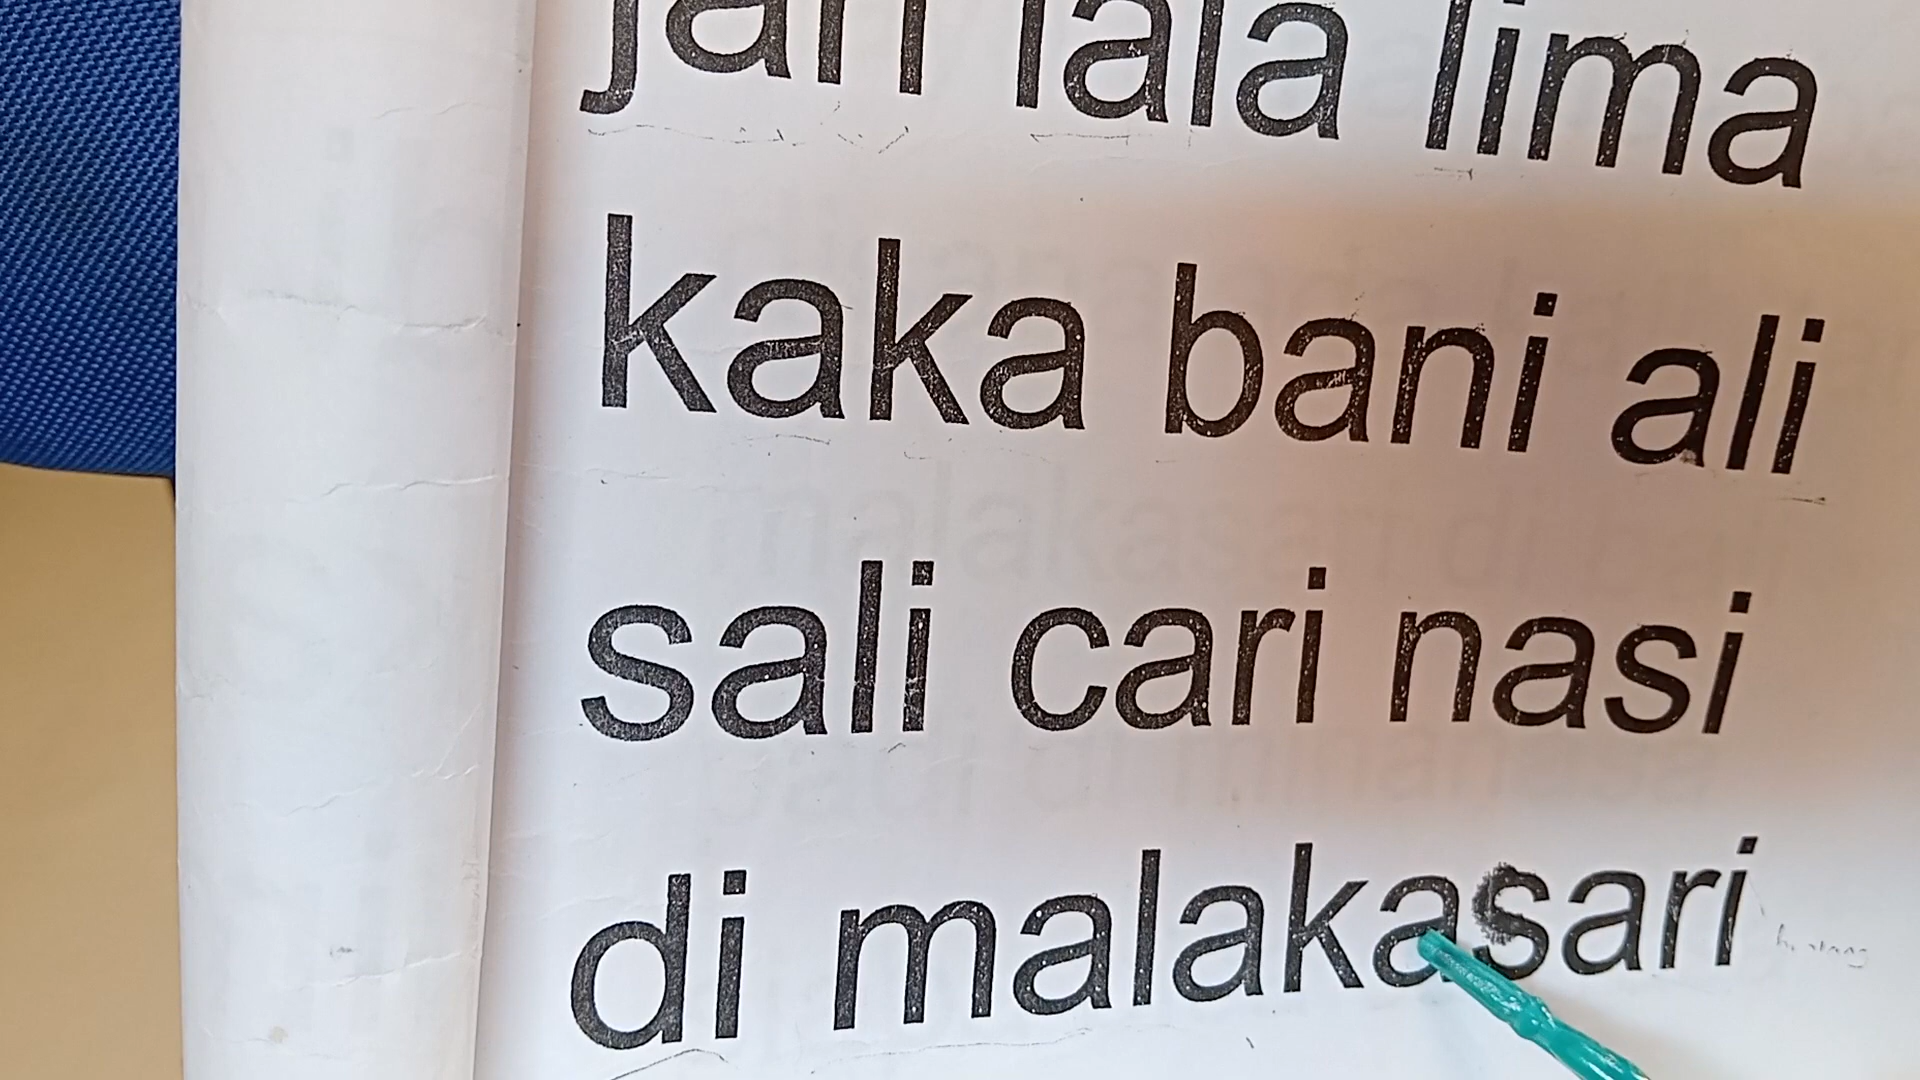 jari lala lima
kaka bani ali
sali cari nasi
di malakasari